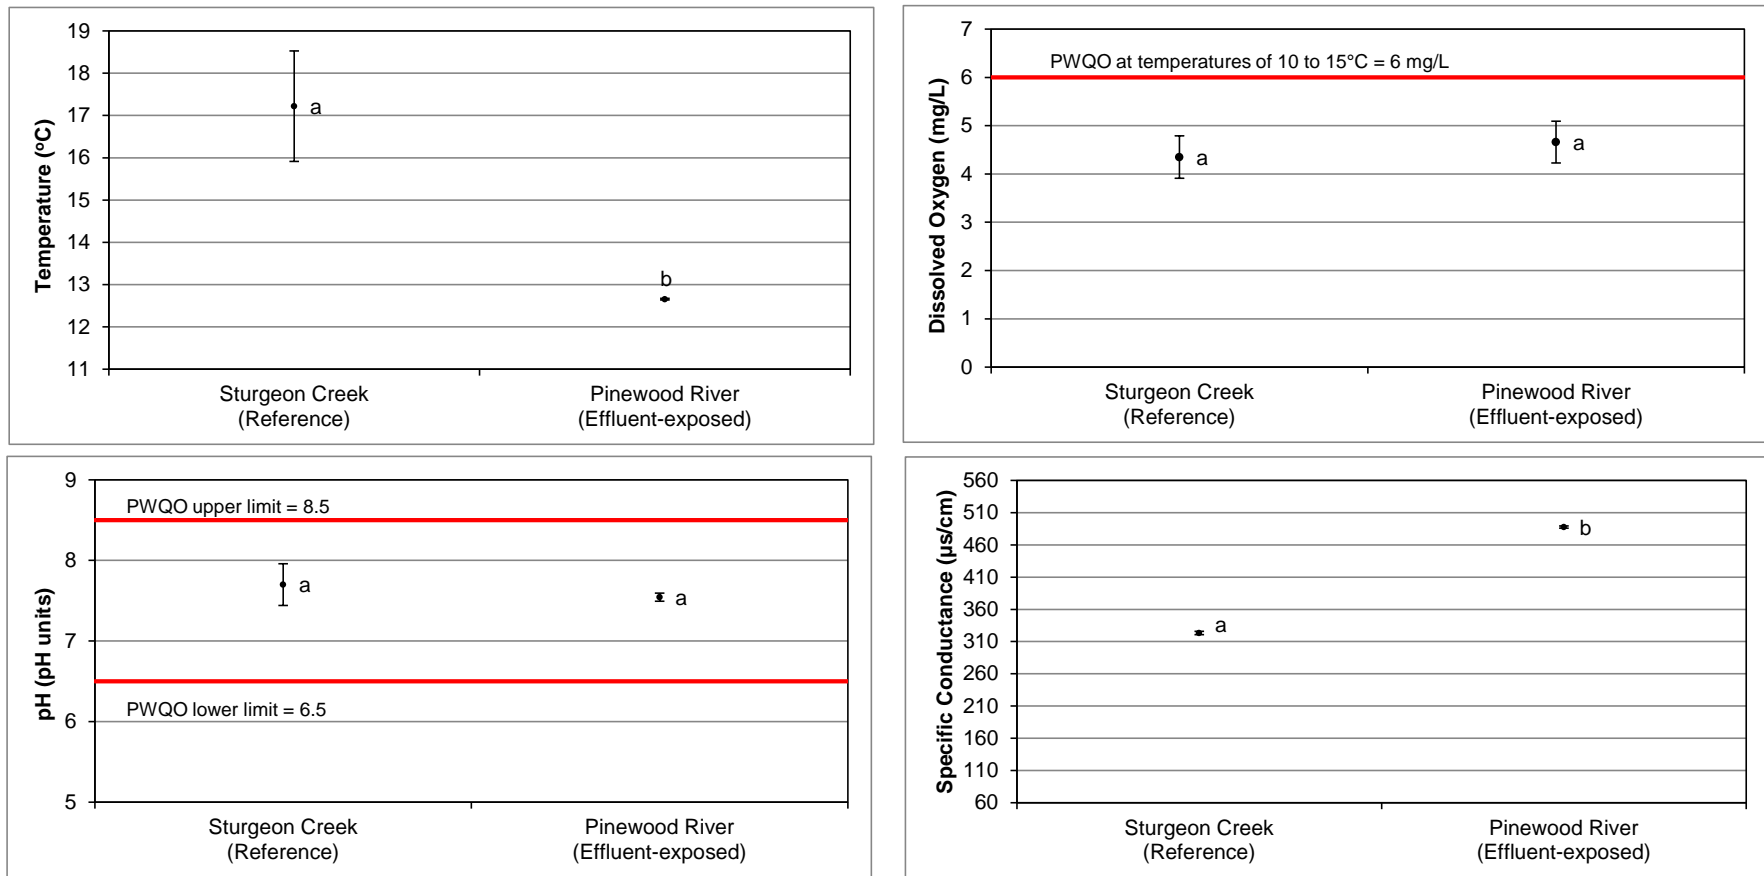 19
18
17
16
15
14
13
12
11
Temperature (ºC)
a
b
Sturgeon Creek
(Reference)
Pinewood River
(Effluent-exposed)
7
6
5
4
3
2
1
0
Dissolved Oxygen (mg/L)
PWQO at temperatures of 10 to 15°C = 6 mg/L
a
a
Sturgeon Creek
(Reference)
Pinewood River
(Effluent-exposed)
9
8
7
6
5
pH (pH units)
PWQO upper limit = 8.5
a
a
PWQO lower limit = 6.5
Sturgeon Creek
(Reference)
Pinewood River
(Effluent-exposed)
560
510
460
410
360
310
260
210
160
110
60
Specific Conductance (µs/cm)
a
b
Sturgeon Creek
(Reference)
Pinewood River
(Effluent-exposed)